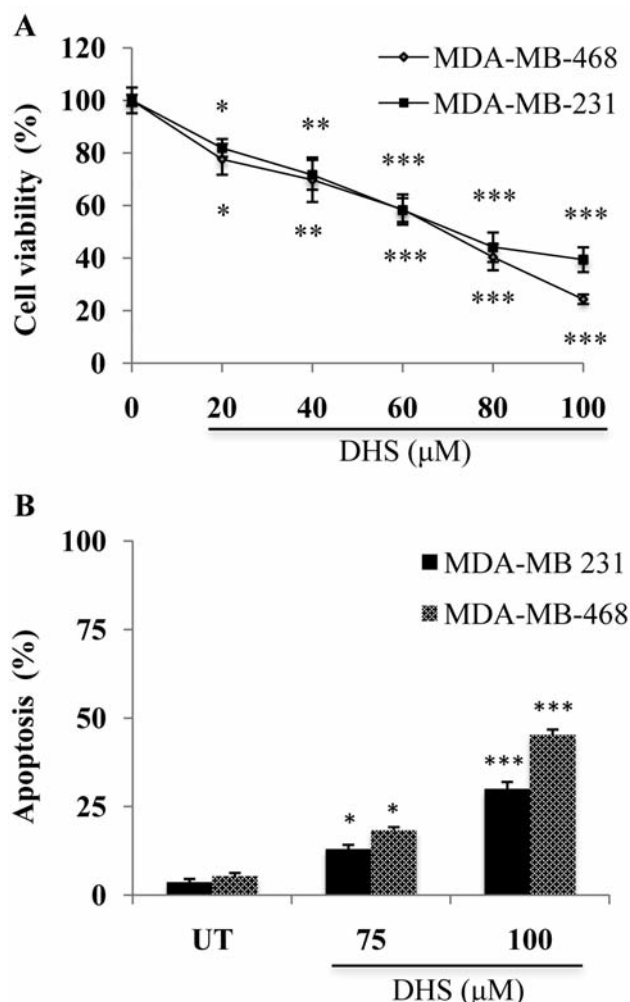 A
120
100
80
60
40
20
0
Cell viability (%)
MDA-MB-468
MDA-MB-231
* ** *** *** ***
* ** *** *** ***
0 20 40 60 80 100
DHS (μM)
B
100
75
50
25
0
Apoptosis (%)
MDA-MB 231
MDA-MB-468
* * *** ***
UT 75 100
DHS (μM)